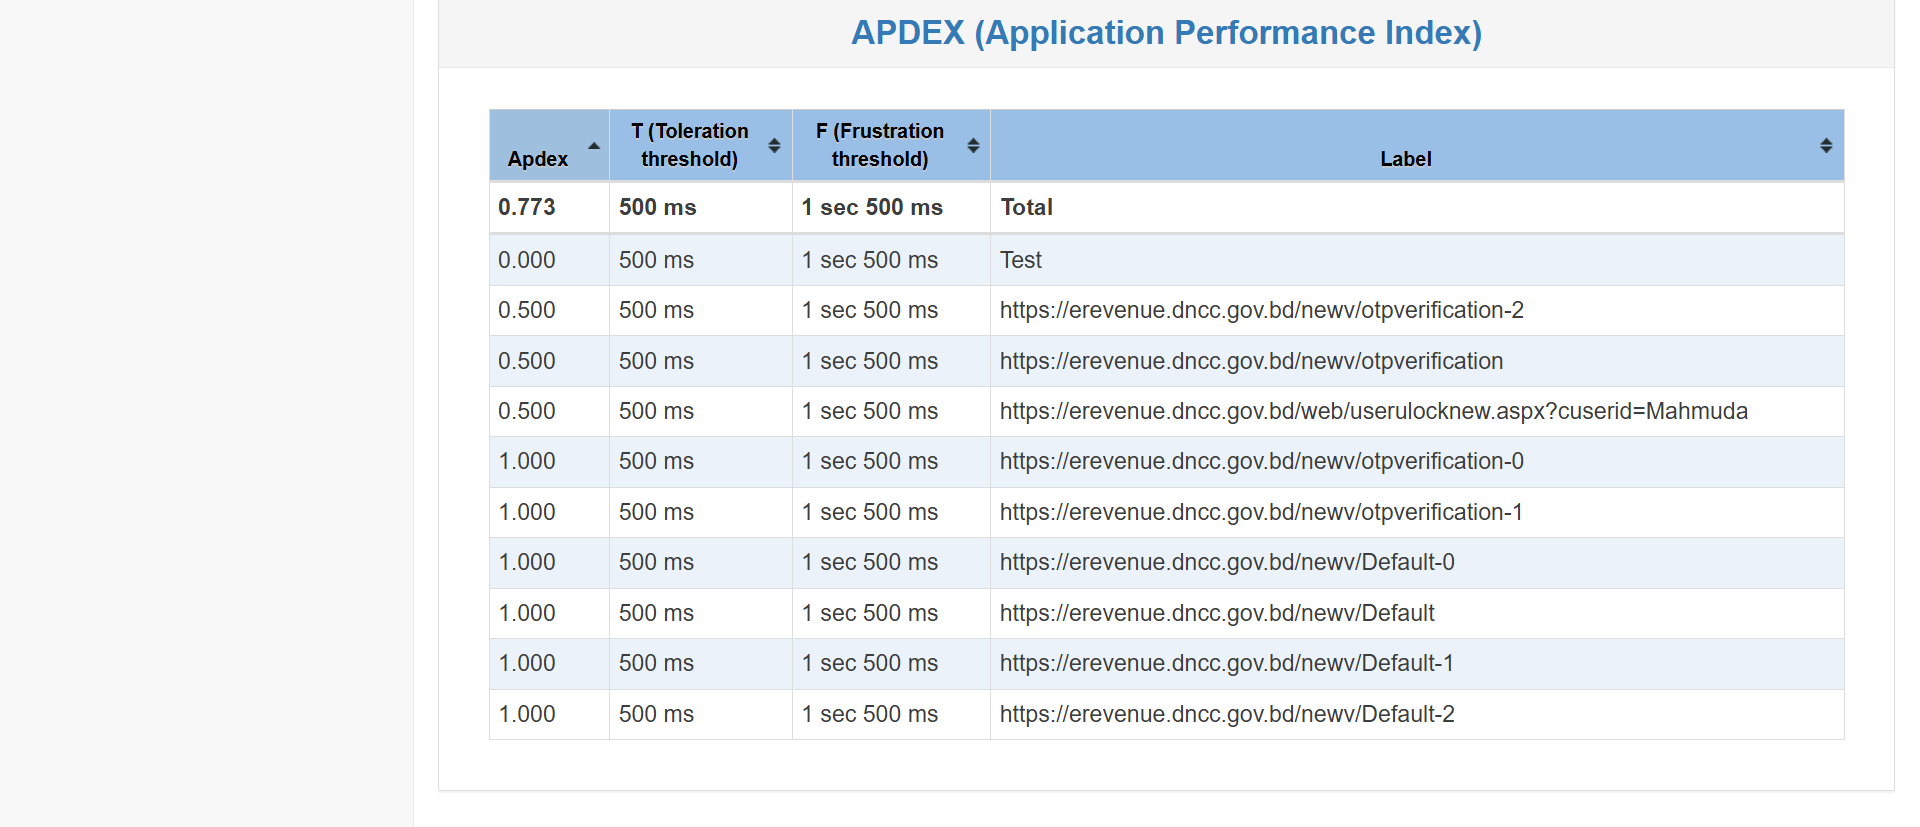 APDEX (Application Performance Index)
Apdex T (Toleration threshold) F (Frustration threshold) Label
0.773 500 ms 1 sec 500 ms Total
0.000 500 ms 1 sec 500 ms Test
0.500 500 ms 1 sec 500 ms https://erevenue.dncc.gov.bd/newv/otpverification-2
0.500 500 ms 1 sec 500 ms https://erevenue.dncc.gov.bd/newv/otpverification
0.500 500 ms 1 sec 500 ms https://erevenue.dncc.gov.bd/web/userulocknew.aspx?cuserid=Mahmuda
1.000 500 ms 1 sec 500 ms https://erevenue.dncc.gov.bd/newv/otpverification-0
1.000 500 ms 1 sec 500 ms https://erevenue.dncc.gov.bd/newv/otpverification-1
1.000 500 ms 1 sec 500 ms https://erevenue.dncc.gov.bd/newv/Default-0
1.000 500 ms 1 sec 500 ms https://erevenue.dncc.gov.bd/newv/Default
1.000 500 ms 1 sec 500 ms https://erevenue.dncc.gov.bd/newv/Default-1
1.000 500 ms 1 sec 500 ms https://erevenue.dncc.gov.bd/newv/Default-2